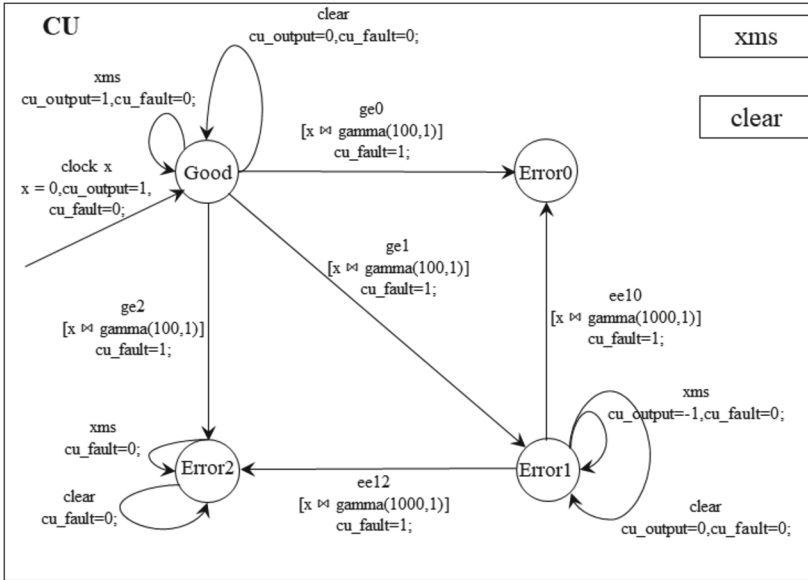 CU
clear
cu_output=0,cu_fault=0;
xms
xms
cu_output=1,cu_fault=0;
clear
ge0
[x ⋈ gamma(100,1)]
cu_fault=1;
clock x
x = 0,cu_output=1,
cu_fault=0;
Good
Error0
ge1
[x ⋈ gamma(100,1)]
cu_fault=1;
ge2
[x ⋈ gamma(100,1)]
cu_fault=1;
ee10
[x ⋈ gamma(1000,1)]
cu_fault=1;
xms
cu_output=-1,cu_fault=0;
xms
cu_fault=0;
Error2
Error1
clear
cu_fault=0;
ee12
[x ⋈ gamma(1000,1)]
cu_fault=1;
clear
cu_output=0,cu_fault=0;